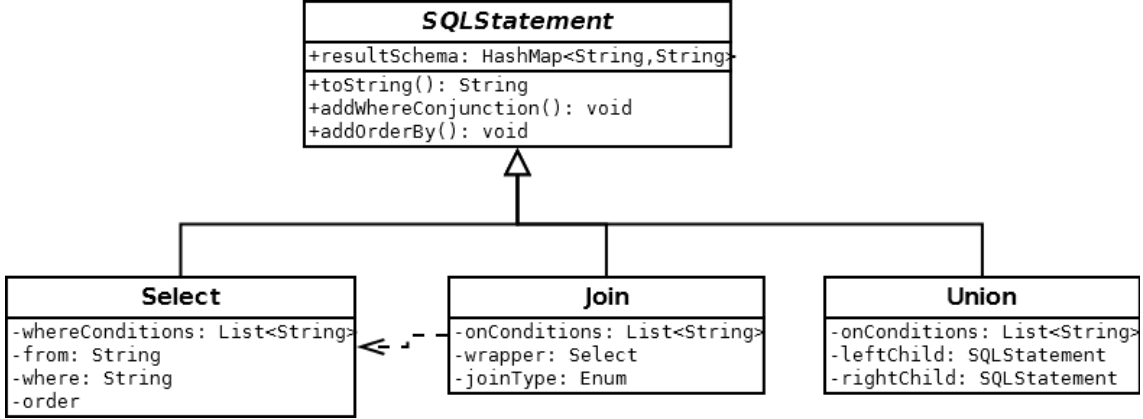 SQLStatement
+resultSchema: HashMap<String,String>
+toString(): String
+addWhereConjunction(): void
+addOrderBy(): void
Select
-whereConditions: List<String>
-from: String
-where: String
-order
Join
-onConditions: List<String>
-wrapper: Select
-joinType: Enum
Union
-onConditions: List<String>
-leftChild: SQLStatement
-rightChild: SQLStatement